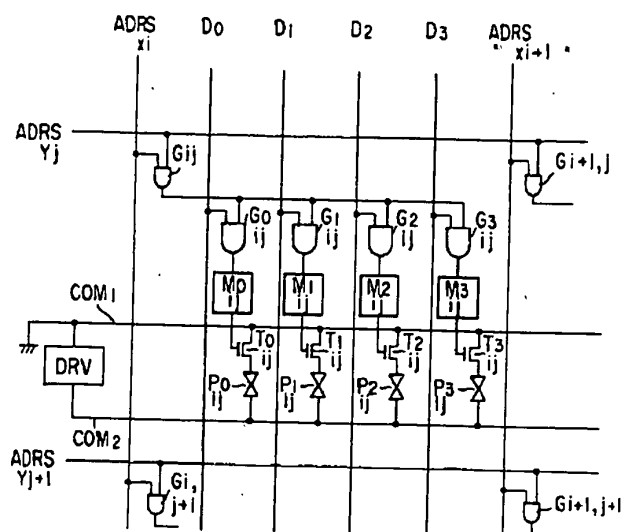 ADRS xi D0 D1 D2 D3 ADRS xi+1
ADRS Yj
Gij
Gi+1,j
G0 ij G1 ij G2 ij G3 ij
M0 ij M1 ij M2 ij M3 ij
COM1
T0 ij T1 ij T2 ij T3 ij
DRV
P0 ij P1 ij P2 ij P3 ij
COM2
ADRS Yj+1
Gi, j+1
Gi+1,j+1